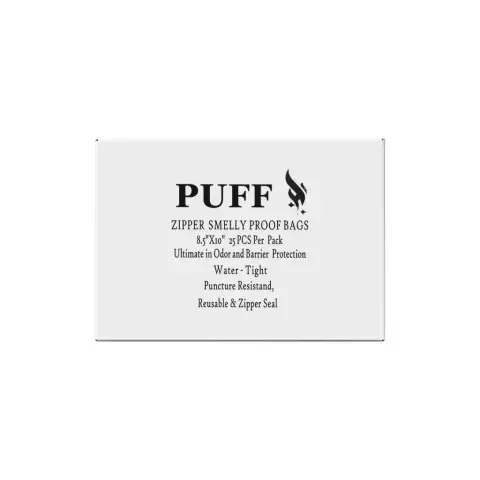 PUFF
ZIPPER SMELLY PROOF BAGS
8.5"X10" 25 PCS Per Pack
Ultimate in Odor and Barrier Protection
Water - Tight
Puncture Resistand,
Reusable & Zipper Seal